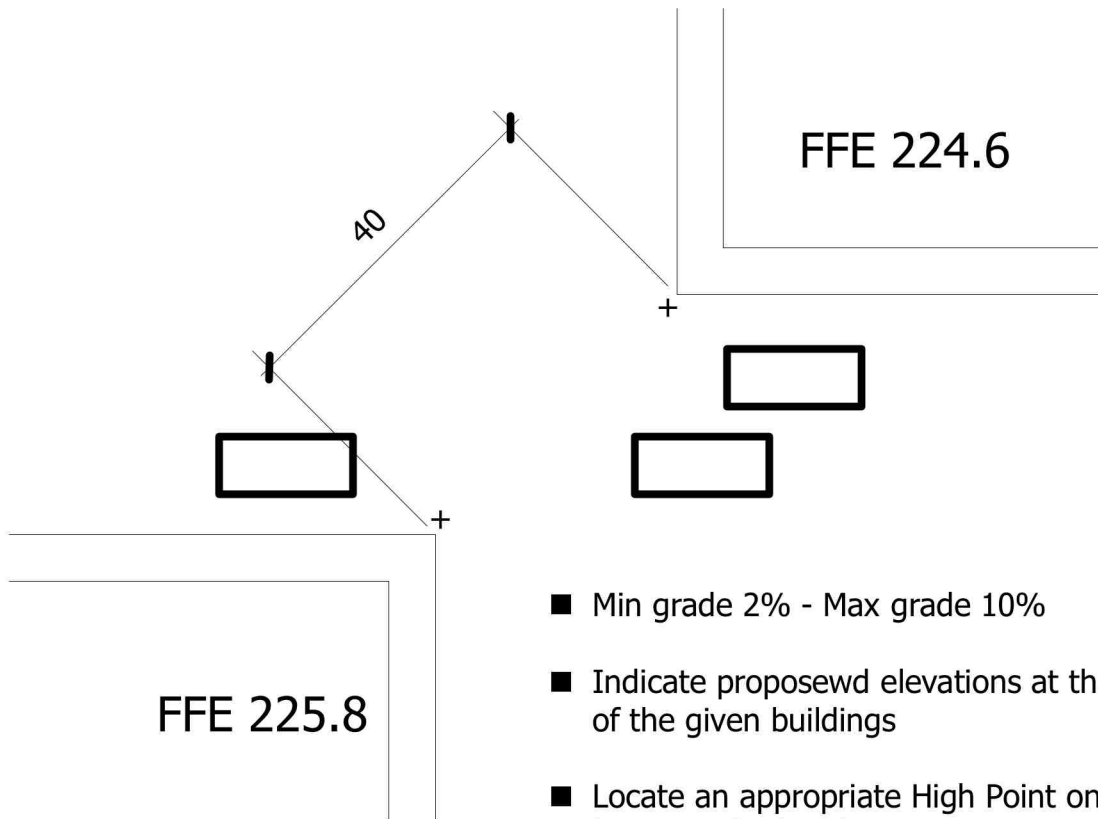 FFE 224.6
40
FFE 225.8
■ Min grade 2% - Max grade 10%
■ Indicate proposewd elevations at th
of the given buildings
■ Locate an appropriate High Point on